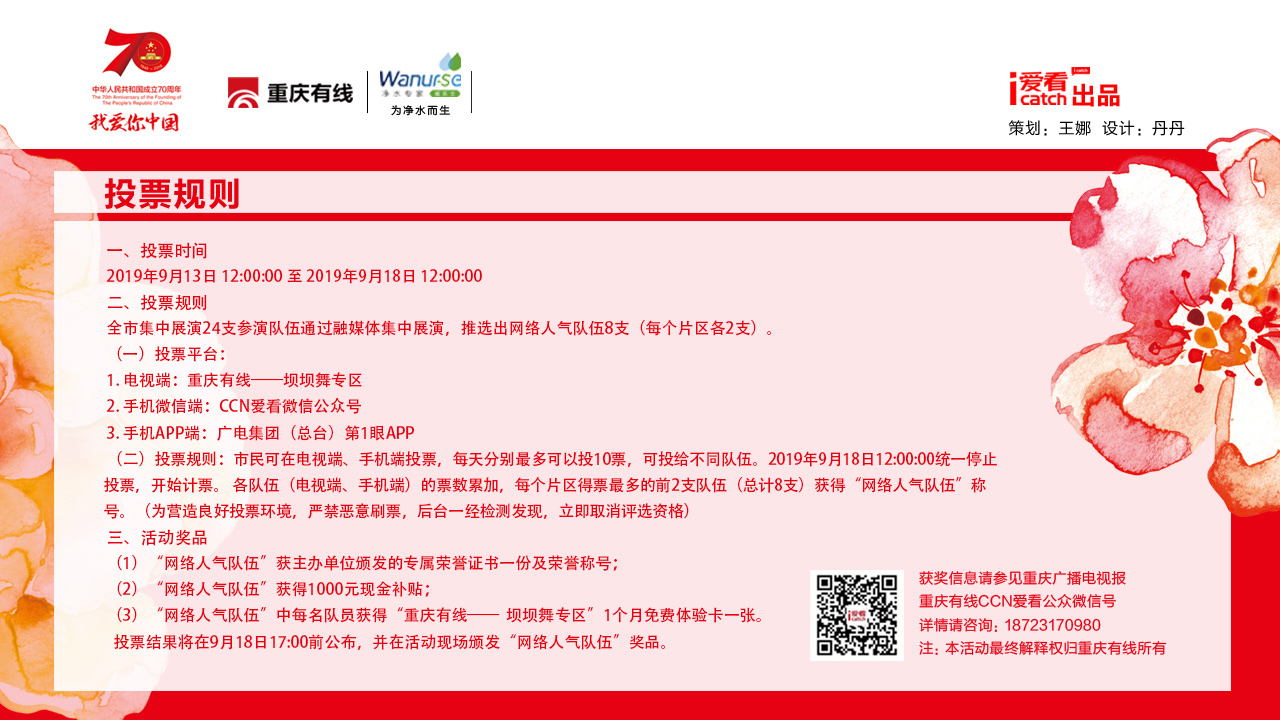 70
中华人民共和国成立70周年
The 70th Anniversary of the Founding of
The People's Republic of China
我爱你中国
重庆有线
Wanurse
净水专家
为净水而生
i爱看
catch
出品
策划：王娜 设计：丹丹
投票规则
一、投票时间
2019年9月13日 12:00:00 至 2019年9月18日 12:00:00
二、投票规则
全市集中展演24支参演队伍通过融媒体集中展演，推选出网络人气队伍8支（每个片区各2支）。
（一）投票平台：
1. 电视端：重庆有线——坝坝舞专区
2. 手机微信端：CCN爱看微信公众号
3. 手机APP端：广电集团（总台）第1眼APP
（二）投票规则：市民可在电视端、手机端投票，每天分别最多可以投10票，可投给不同队伍。2019年9月18日12:00:00统一停止
投票，开始计票。 各队伍（电视端、手机端）的票数累加，每个片区得票最多的前2支队伍（总计8支）获得“网络人气队伍”称
号。（为营造良好投票环境，严禁恶意刷票，后台一经检测发现，立即取消评选资格）
三、活动奖品
（1）“网络人气队伍”获主办单位颁发的专属荣誉证书一份及荣誉称号；
（2）“网络人气队伍”获得1000元现金补贴；
（3）“网络人气队伍”中每名队员获得“重庆有线—— 坝坝舞专区”1个月免费体验卡一张。
投票结果将在9月18日17:00前公布，并在活动现场颁发“网络人气队伍”奖品。
i爱看
catch
获奖信息请参见重庆广播电视报
重庆有线CCN爱看公众微信号
详情请咨询：18723170980
注：本活动最终解释权归重庆有线所有